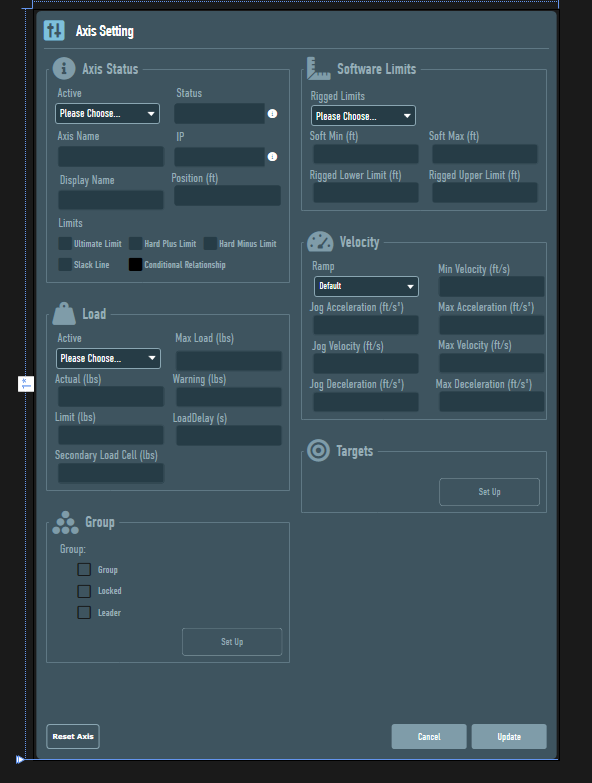 Axis Setting
Axis Status
Active
Status
Please Choose...
Axis Name
IP
Display Name
Position (ft)
Limits
Ultimate Limit
Hard Plus Limit
Hard Minus Limit
Slack Line
Conditional Relationship
Load
Active
Max Load (lbs)
Please Choose...
Actual (lbs)
Warning (lbs)
Limit (lbs)
LoadDelay (s)
Secondary Load Cell (lbs)
Group
Group:
Group
Locked
Leader
Set Up
Software Limits
Rigged Limits
Please Choose...
Soft Min (ft)
Soft Max (ft)
Rigged Lower Limit (ft)
Rigged Upper Limit (ft)
Velocity
Ramp
Min Velocity (ft/s)
Default
Jog Acceleration (ft/s²)
Max Acceleration (ft/s²)
Jog Velocity (ft/s)
Max Velocity (ft/s)
Jog Deceleration (ft/s²)
Max Deceleration (ft/s²)
Targets
Set Up
Reset Axis
Cancel
Update
1*